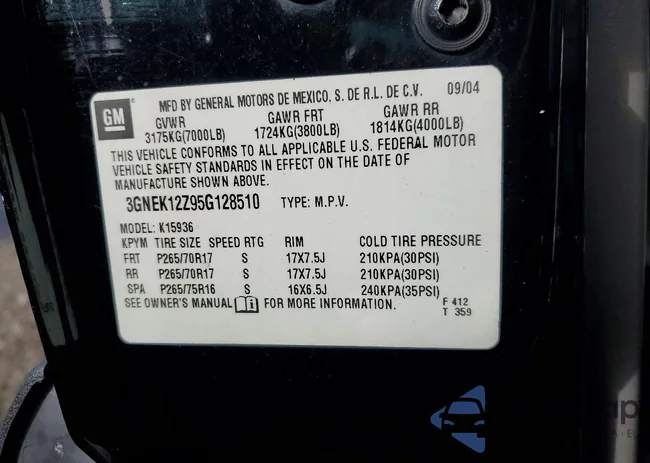 GM
MFD BY GENERAL MOTORS DE MEXICO, S. DE R.L. DE C.V. 09/04
GVWR GAWR FRT GAWR RR
3175KG(7000LB) 1724KG(3800LB) 1814KG(4000LB)
THIS VEHICLE CONFORMS TO ALL APPLICABLE U.S. FEDERAL MOTOR
VEHICLE SAFETY STANDARDS IN EFFECT ON THE DATE OF
MANUFACTURE SHOWN ABOVE.
3GNEK12Z95G128510 TYPE: M.P.V.
MODEL: K15936
KPYM TIRE SIZE SPEED RTG RIM COLD TIRE PRESSURE
FRT P265/70R17 S 17X7.5J 210KPA(30PSI)
RR P265/70R17 S 17X7.5J 210KPA(30PSI)
SPA P265/75R16 S 16X6.5J 240KPA(35PSI)
SEE OWNER'S MANUAL FOR MORE INFORMATION.
F 412
T 359